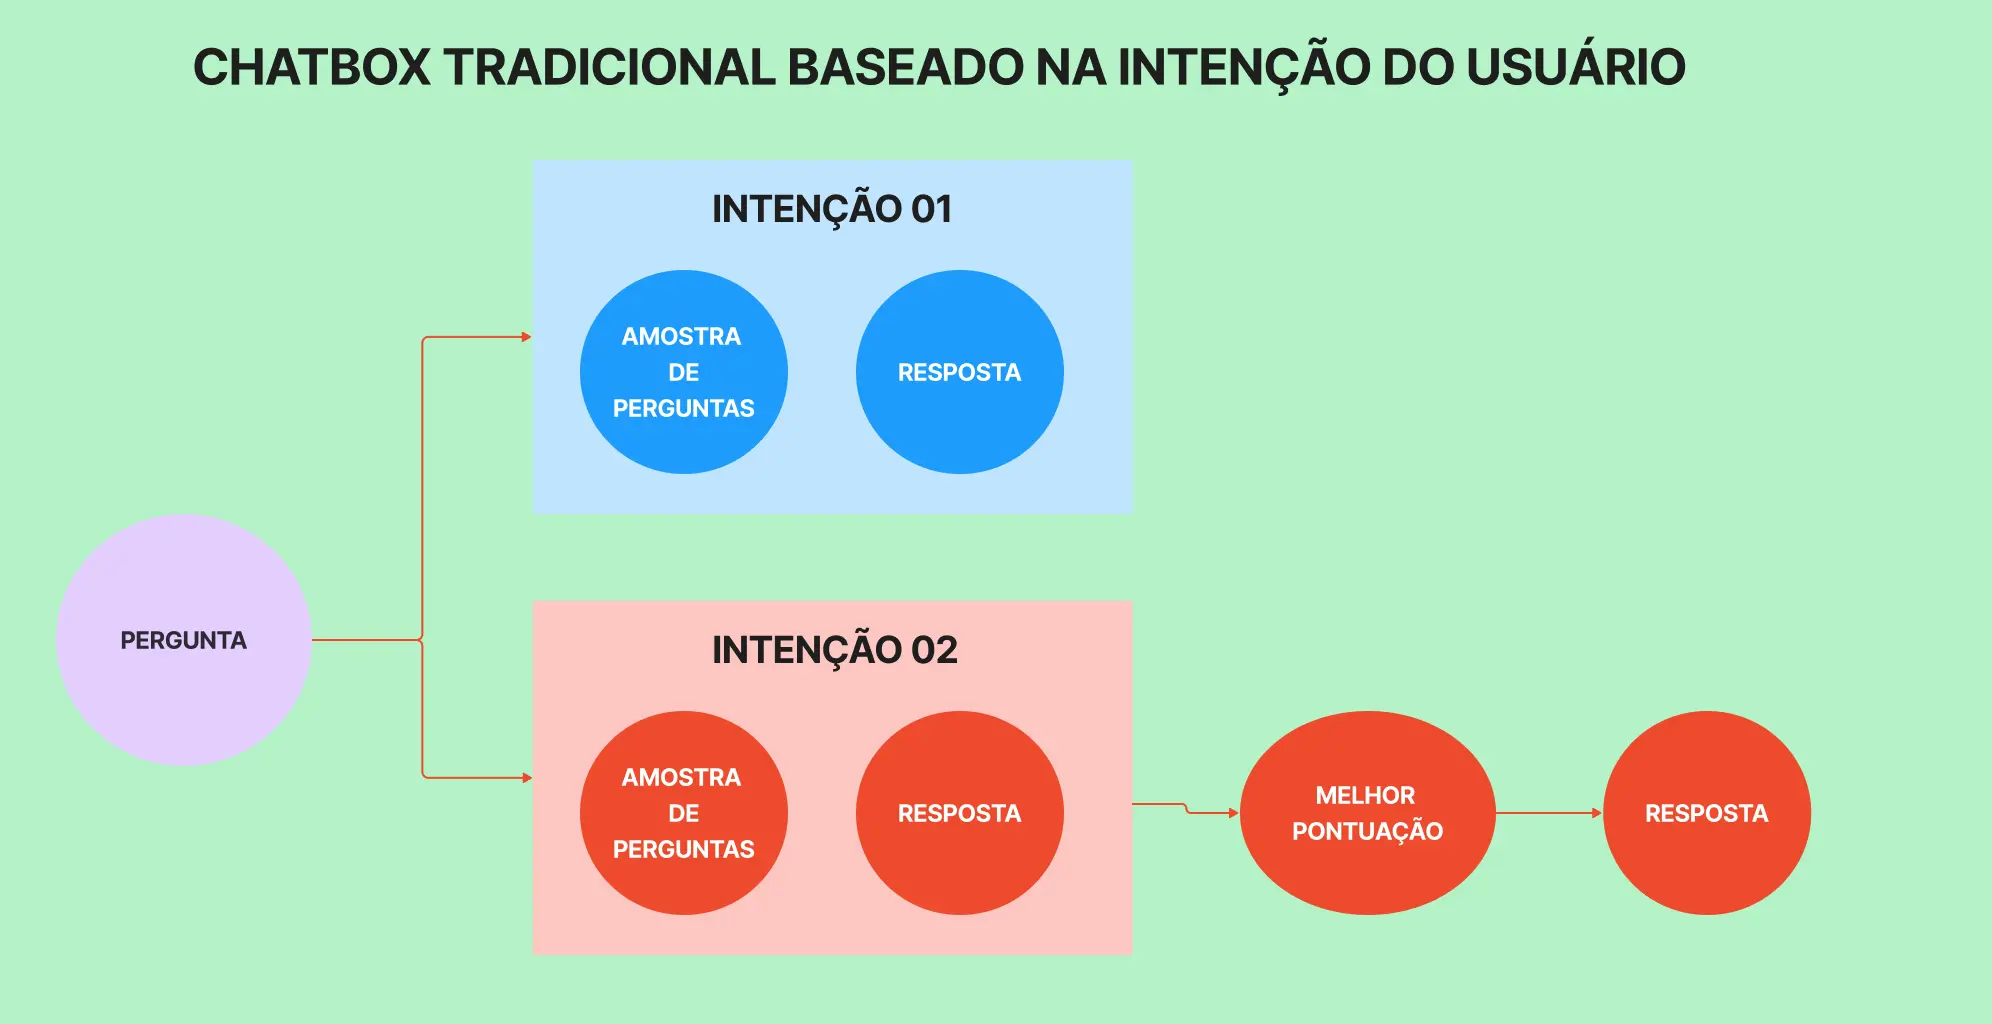 CHATBOX TRADICIONAL BASEADO NA INTENÇÃO DO USUÁRIO
INTENÇÃO 01
AMOSTRA
DE
PERGUNTAS
RESPOSTA
PERGUNTA
INTENÇÃO 02
AMOSTRA
DE
PERGUNTAS
RESPOSTA
MELHOR
PONTUAÇÃO
RESPOSTA